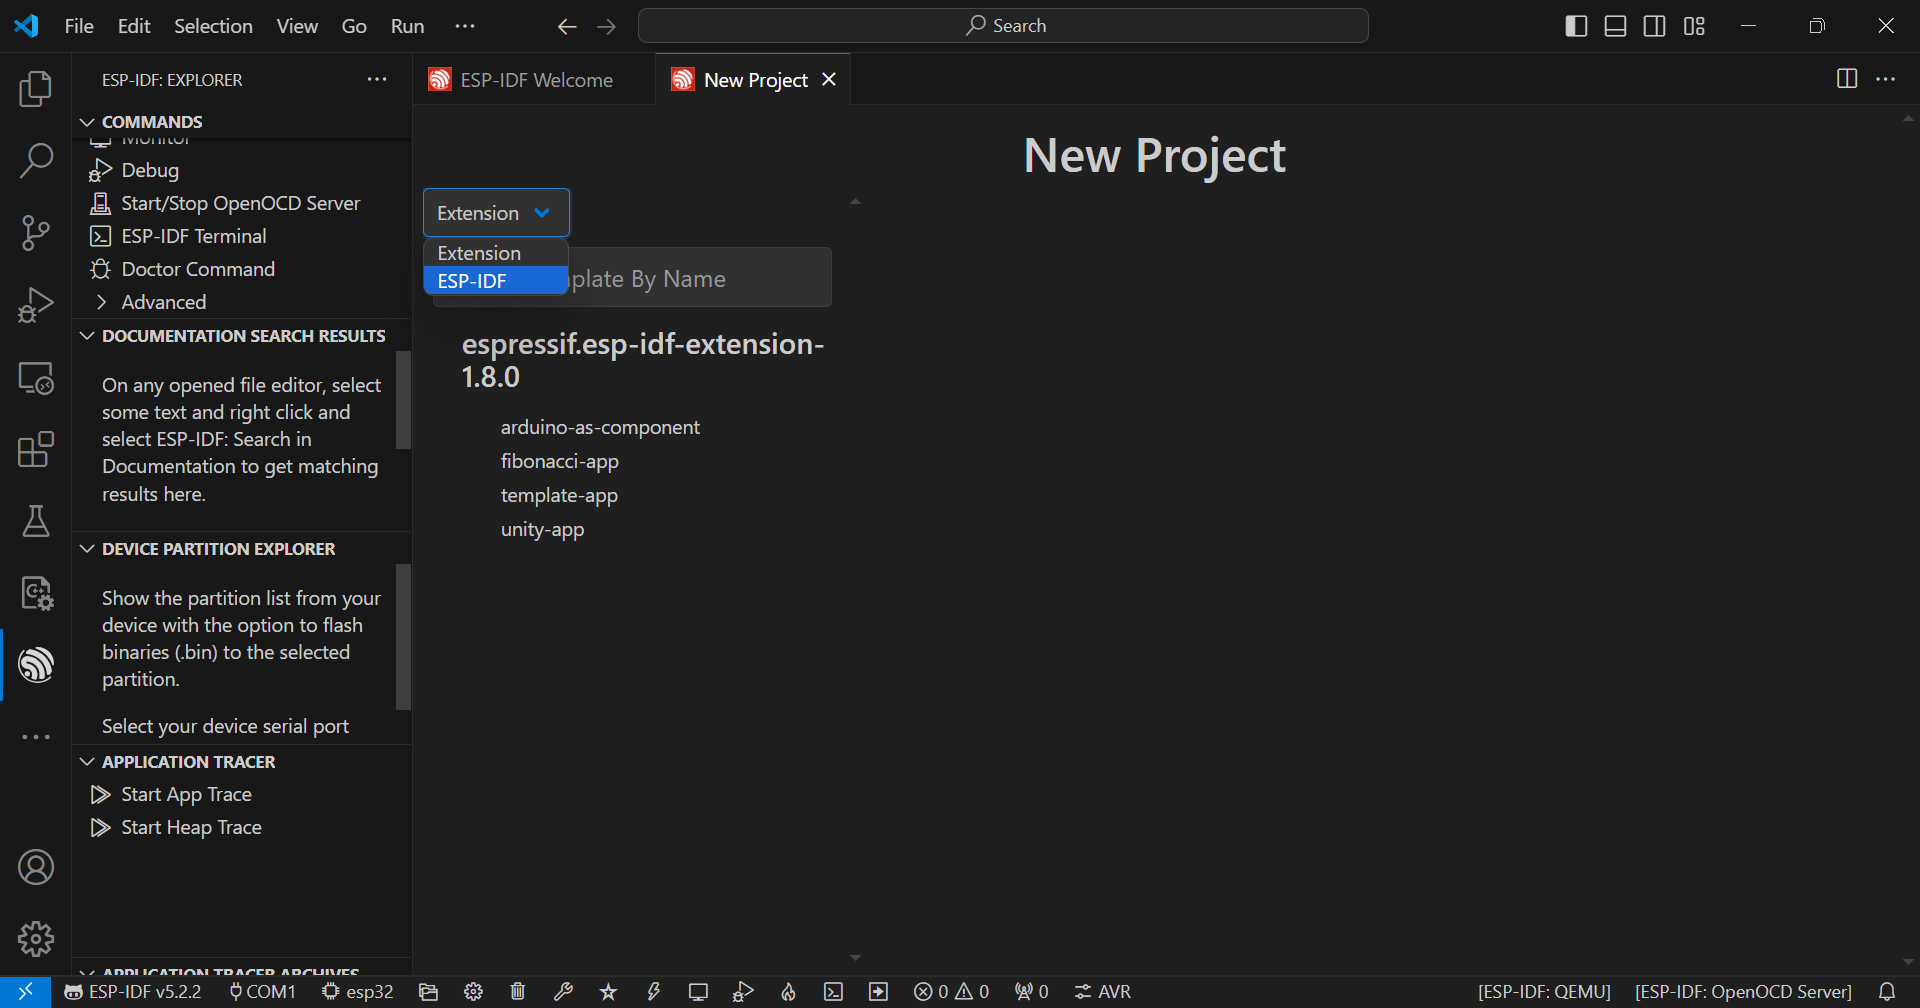 File Edit Selection View Go Run ···
Search
ESP-IDF: EXPLORER ···
ESP-IDF Welcome
New Project
COMMANDS
Monitor
Debug
Start/Stop OpenOCD Server
ESP-IDF Terminal
Doctor Command
Advanced
DOCUMENTATION SEARCH RESULTS
On any opened file editor, select
some text and right click and
select ESP-IDF: Search in
Documentation to get matching
results here.
DEVICE PARTITION EXPLORER
Show the partition list from your
device with the option to flash
binaries (.bin) to the selected
partition.
Select your device serial port
APPLICATION TRACER
Start App Trace
Start Heap Trace
APPLICATION TRACER ARCHIVES
New Project
Extension
Extension
ESP-IDF
plate By Name
espressif.esp-idf-extension-
1.8.0
arduino-as-component
fibonacci-app
template-app
unity-app
ESP-IDF v5.2.2 COM1 esp32 0 0 0 AVR [ESP-IDF: QEMU] [ESP-IDF: OpenOCD Server]